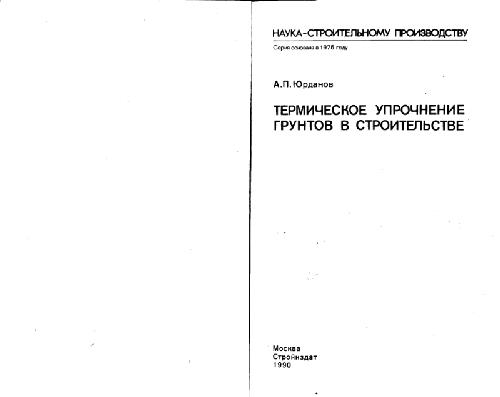 НАУКА-СТРОИТЕЛЬНОМУ ПРОИЗВОДСТВУ
Серия основана в 1976 году
А.П.Юрданов
ТЕРМИЧЕСКОЕ УПРОЧНЕНИЕ
ГРУНТОВ В СТРОИТЕЛЬСТВЕ
Москва
Стройиздат
1990